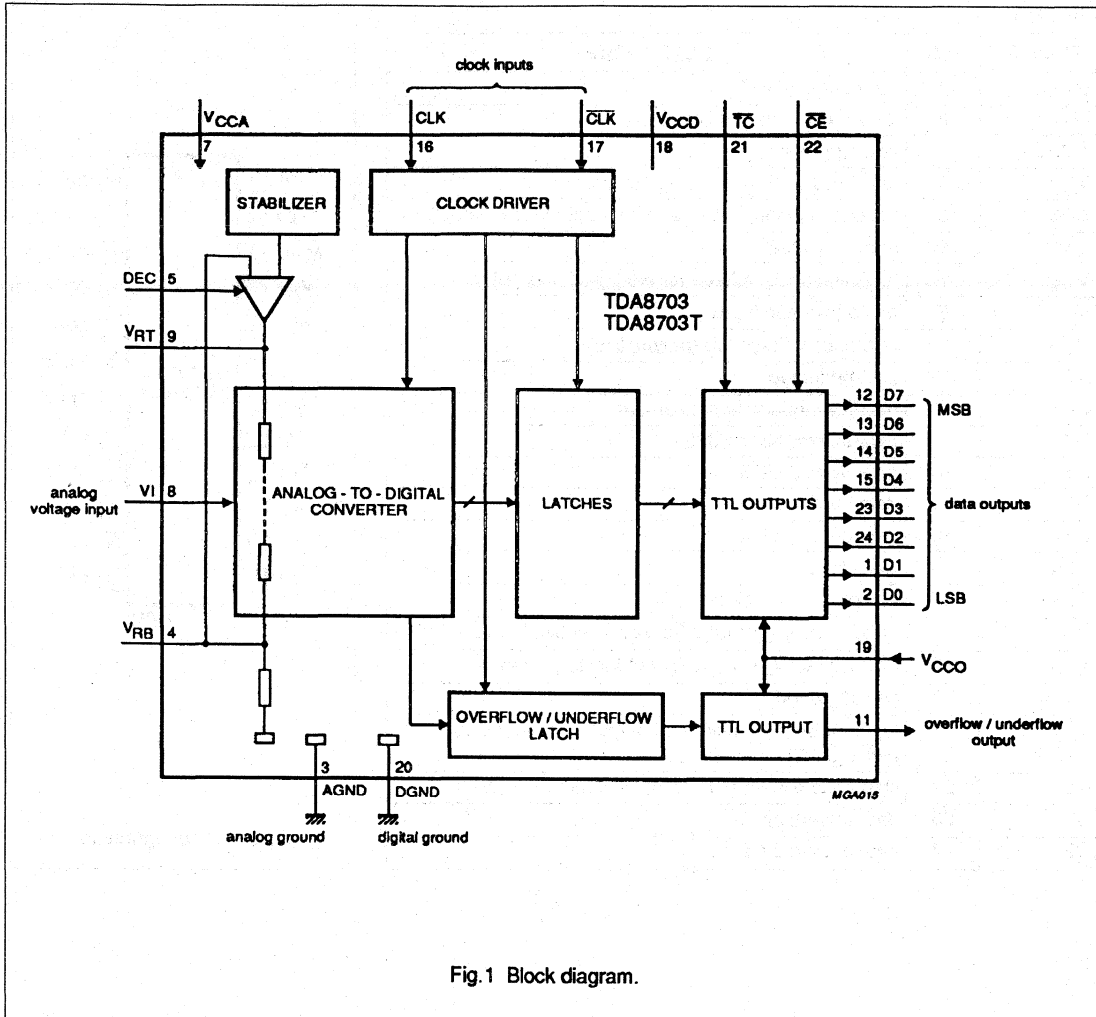 clock inputs
VCCA
CLK
C̅L̅K̅
VCCD
T̅C̅
C̅E̅
7
16
17
18
21
22
STABILIZER
CLOCK DRIVER
DEC
5
TDA8703
TDA8703T
VRT
9
12 D7
MSB
13 D6
14 D5
15 D4
23 D3
24 D2
1 D1
2 D0
LSB
data outputs
analog
voltage input
VI
8
ANALOG - TO - DIGITAL
CONVERTER
LATCHES
TTL OUTPUTS
VRB
4
19
VCCO
OVERFLOW / UNDERFLOW
LATCH
TTL OUTPUT
11
overflow / underflow
output
3
AGND
20
DGND
MGA015
analog ground
digital ground
Fig.1 Block diagram.